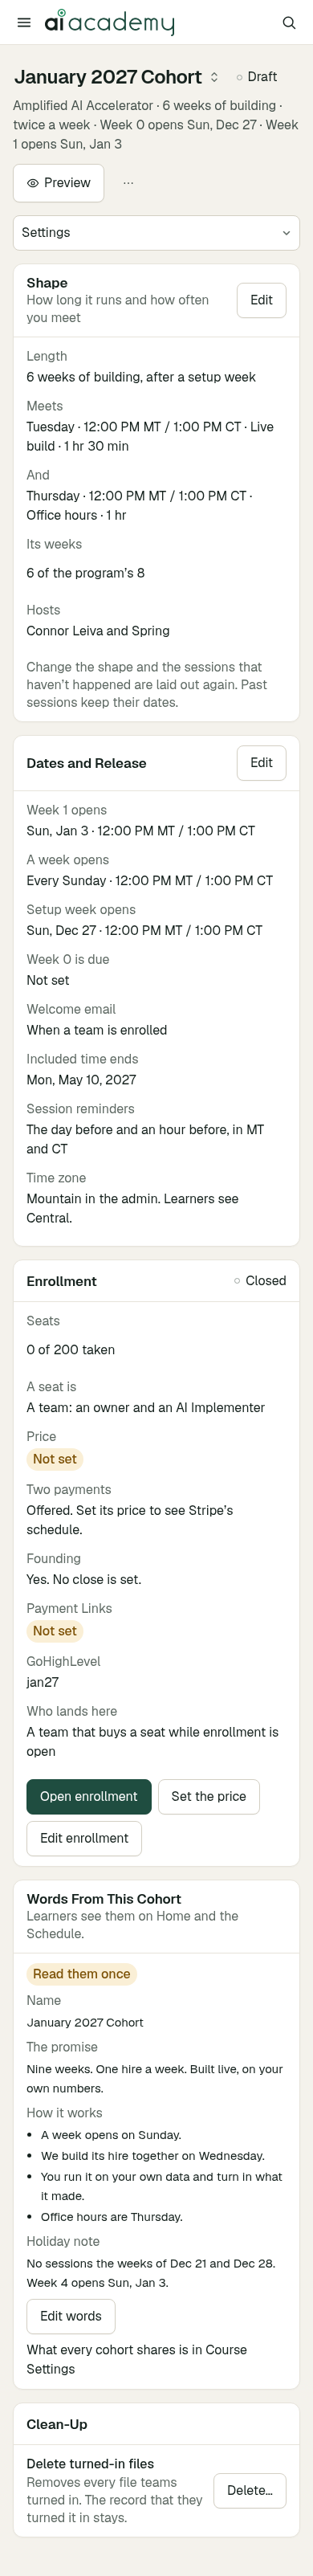 ai academy
January 2027 Cohort
Draft
Amplified AI Accelerator · 6 weeks of building ·
twice a week · Week 0 opens Sun, Dec 27 · Week
1 opens Sun, Jan 3
Preview
···
Settings
Shape
How long it runs and how often
you meet
Edit
Length
6 weeks of building, after a setup week
Meets
Tuesday · 12:00 PM MT / 1:00 PM CT · Live
build · 1 hr 30 min
And
Thursday · 12:00 PM MT / 1:00 PM CT ·
Office hours · 1 hr
Its weeks
6 of the program’s 8
Hosts
Connor Leiva and Spring
Change the shape and the sessions that
haven’t happened are laid out again. Past
sessions keep their dates.
Dates and Release
Edit
Week 1 opens
Sun, Jan 3 · 12:00 PM MT / 1:00 PM CT
A week opens
Every Sunday · 12:00 PM MT / 1:00 PM CT
Setup week opens
Sun, Dec 27 · 12:00 PM MT / 1:00 PM CT
Week 0 is due
Not set
Welcome email
When a team is enrolled
Included time ends
Mon, May 10, 2027
Session reminders
The day before and an hour before, in MT
and CT
Time zone
Mountain in the admin. Learners see
Central.
Enrollment
Closed
Seats
0 of 200 taken
A seat is
A team: an owner and an AI Implementer
Price
Not set
Two payments
Offered. Set its price to see Stripe’s
schedule.
Founding
Yes. No close is set.
Payment Links
Not set
GoHighLevel
jan27
Who lands here
A team that buys a seat while enrollment is
open
Open enrollment
Set the price
Edit enrollment
Words From This Cohort
Learners see them on Home and the
Schedule.
Read them once
Name
January 2027 Cohort
The promise
Nine weeks. One hire a week. Built live, on your
own numbers.
How it works
• A week opens on Sunday.
• We build its hire together on Wednesday.
• You run it on your own data and turn in what
it made.
• Office hours are Thursday.
Holiday note
No sessions the weeks of Dec 21 and Dec 28.
Week 4 opens Sun, Jan 3.
Edit words
What every cohort shares is in Course
Settings
Clean-Up
Delete turned-in files
Removes every file teams
turned in. The record that they
turned it in stays.
Delete…